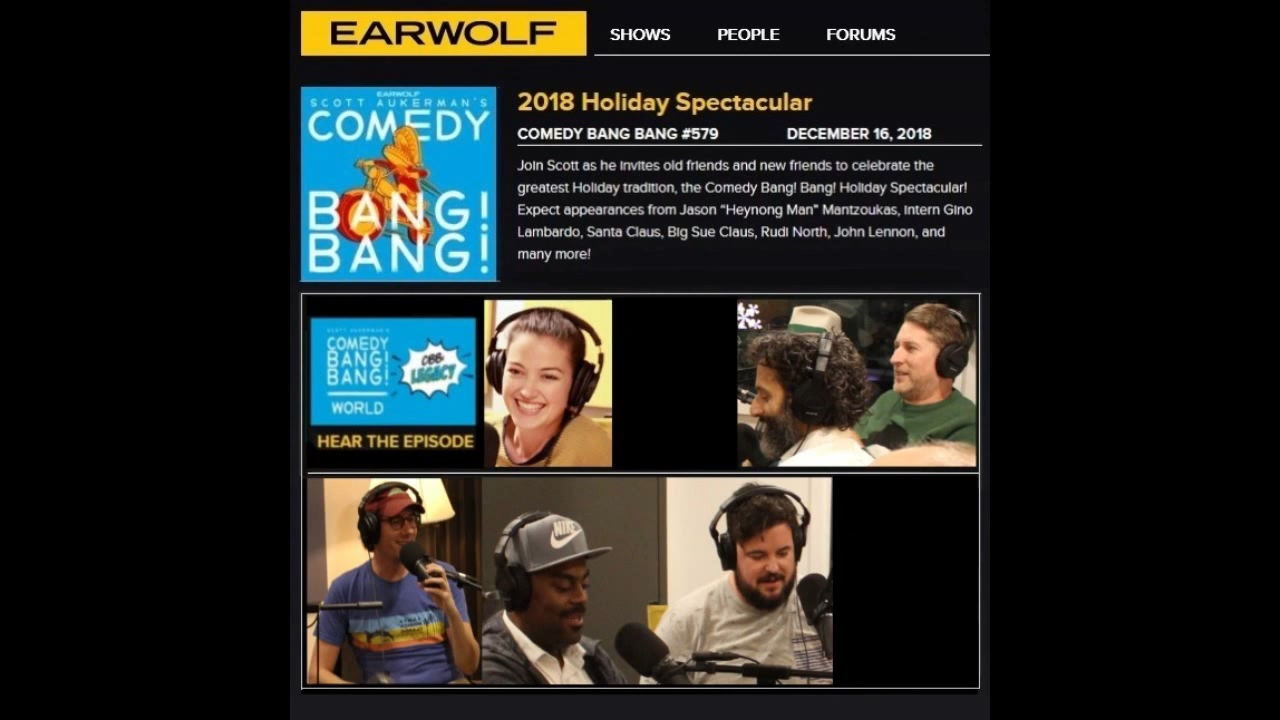 EARWOLF
SHOWS PEOPLE FORUMS
EARWOLF
SCOTT AUKERMAN'S
COMEDY
BANG!
BANG!
2018 Holiday Spectacular
COMEDY BANG BANG #579 DECEMBER 16, 2018
Join Scott as he invites old friends and new friends to celebrate the
greatest Holiday tradition, the Comedy Bang! Bang! Holiday Spectacular!
Expect appearances from Jason “Heynong Man” Mantzoukas, Intern Gino
Lambardo, Santa Claus, Big Sue Claus, Rudi North, John Lennon, and
many more!
SCOTT AUKERMAN'S
COMEDY
BANG!
BANG!
WORLD
CBB
LEGACY
HEAR THE EPISODE
NIKE